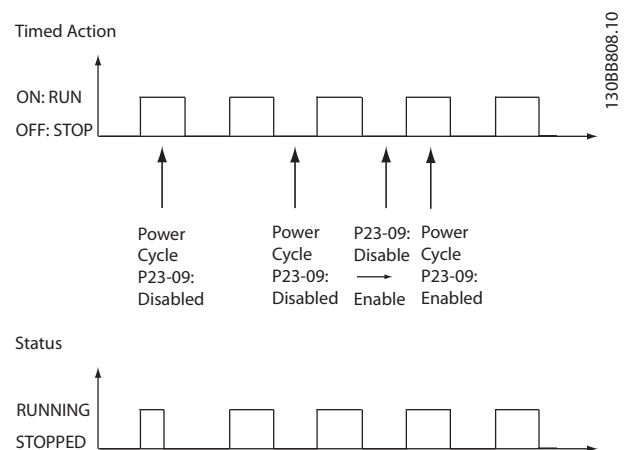 Timed Action
130BB808.10
ON: RUN
OFF: STOP
Power
Cycle
P23-09:
Disabled
Power
Cycle
P23-09:
Disabled
P23-09:
Disable
Enable
Power
Cycle
P23-09:
Enabled
Status
RUNNING
STOPPED